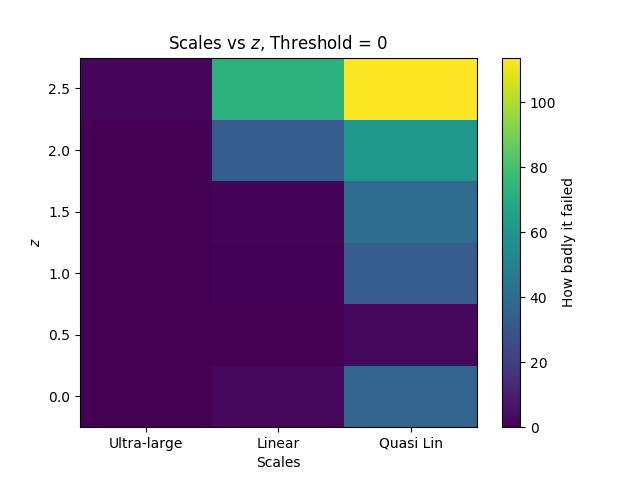 Scales vs z, Threshold = 0
2.5
2.0
1.5
1.0
0.5
0.0
z
Ultra-large
Linear
Quasi Lin
Scales
100
80
60
40
20
0
How badly it failed